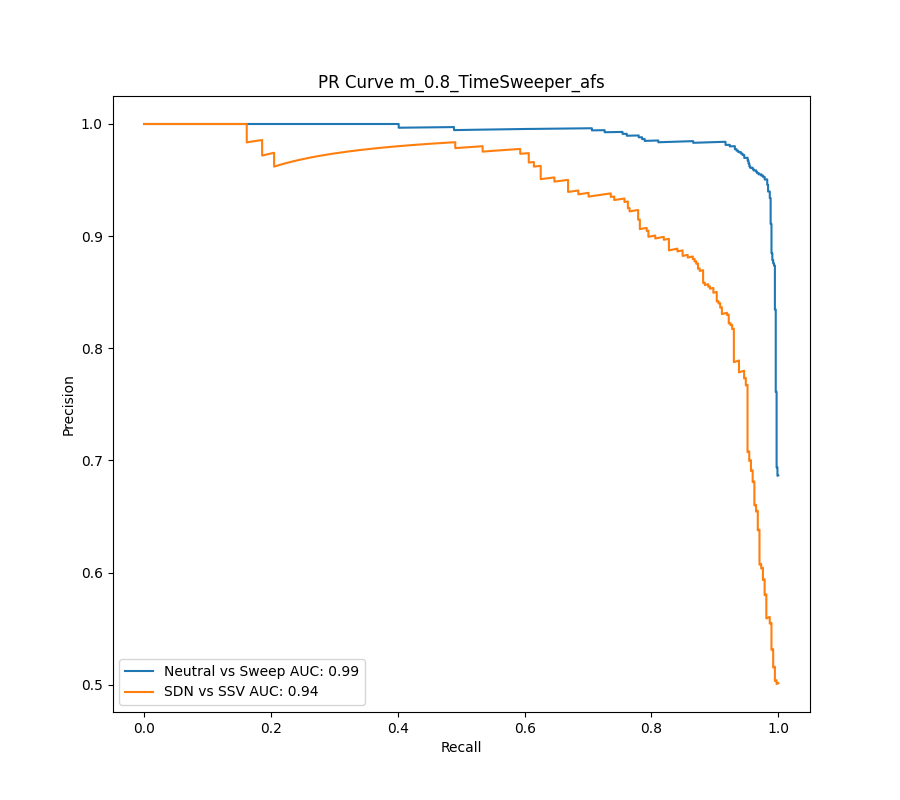 PR Curve m_0.8_TimeSweeper_afs
1.0
0.9
0.8
0.7
0.6
0.5
Precision
Neutral vs Sweep AUC: 0.99
SDN vs SSV AUC: 0.94
0.0 0.2 0.4 0.6 0.8 1.0
Recall